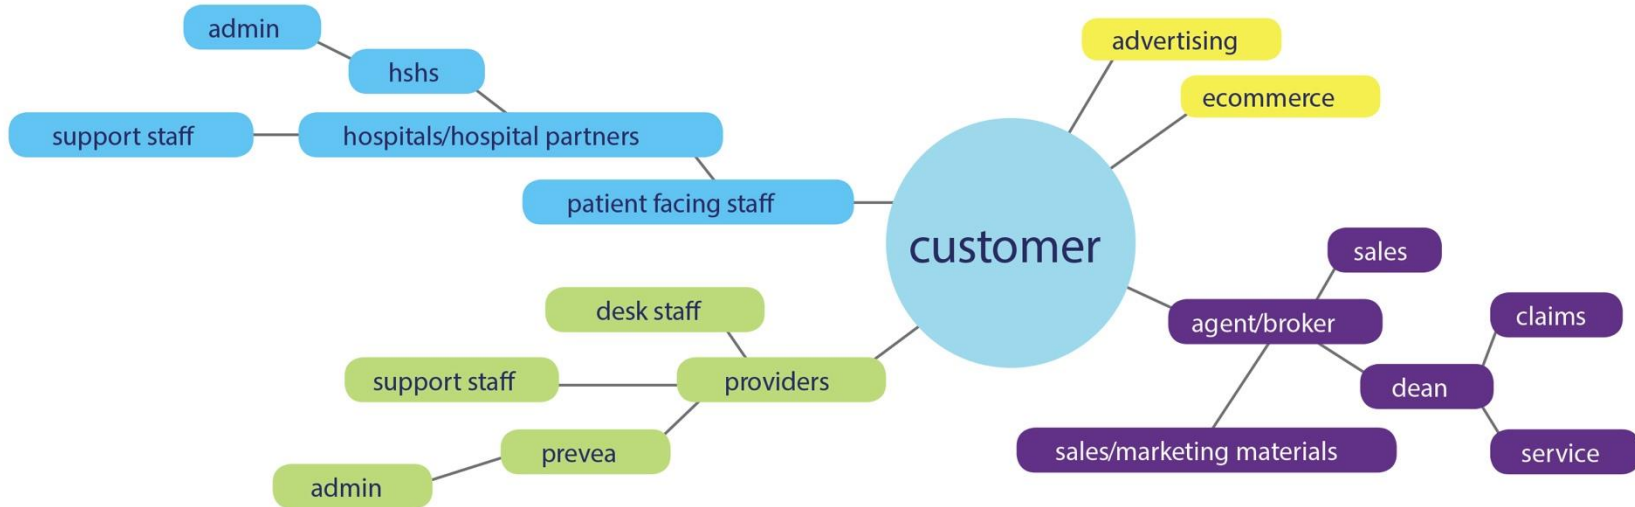 admin
hshs
support staff
hospitals/hospital partners
patient facing staff
advertising
ecommerce
customer
desk staff
support staff
providers
prevea
admin
sales
agent/broker
claims
dean
sales/marketing materials
service